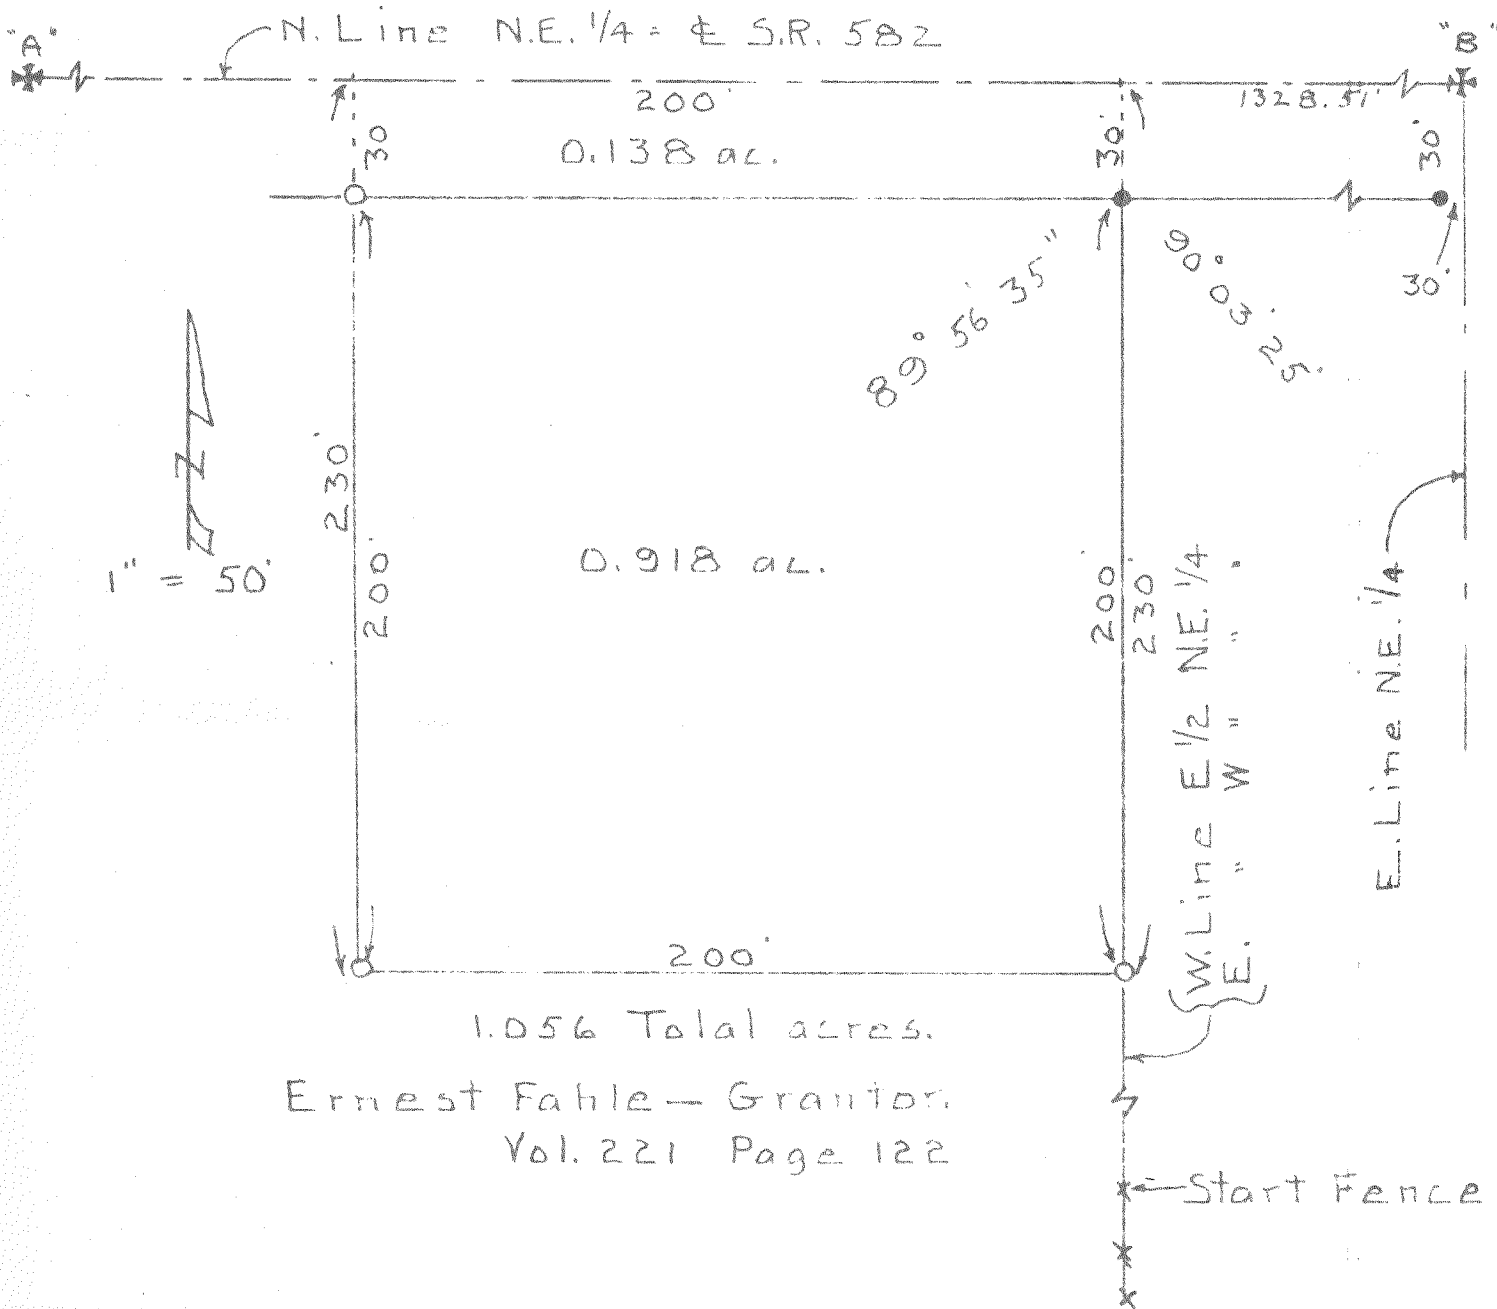 "A"
N. Line N.E. 1/4 = ℄ S.R. 582
"B"
200'
1328.51'
30
0.138 ac.
30'
30'
30'
89° 56' 35"
90° 03' 25'
230'
200'
1" = 50'
N
0.918 ac.
200'
230'
W. Line E 1/2 N.E. 1/4
E. " W " " "
E. Line N.E. 1/4
200'
1.056 Total acres.
Ernest Fahle — Grantor.
Vol. 221 Page 122
Start Fence